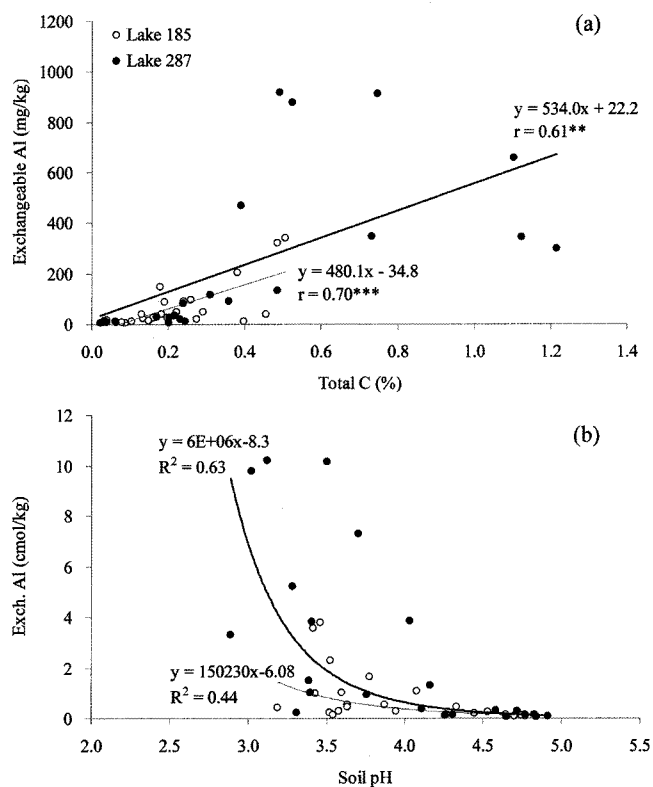 (a)
○ Lake 185
● Lake 287
1200
1000
800
600
400
200
0
Exchangeable Al (mg/kg)
y = 534.0x + 22.2
r = 0.61**
y = 480.1x - 34.8
r = 0.70***
0.0 0.2 0.4 0.6 0.8 1.0 1.2 1.4
Total C (%)
(b)
12
10
8
6
4
2
0
Exch. Al (cmol/kg)
y = 6E+06x-8.3
R² = 0.63
y = 150230x-6.08
R² = 0.44
2.0 2.5 3.0 3.5 4.0 4.5 5.0 5.5
Soil pH